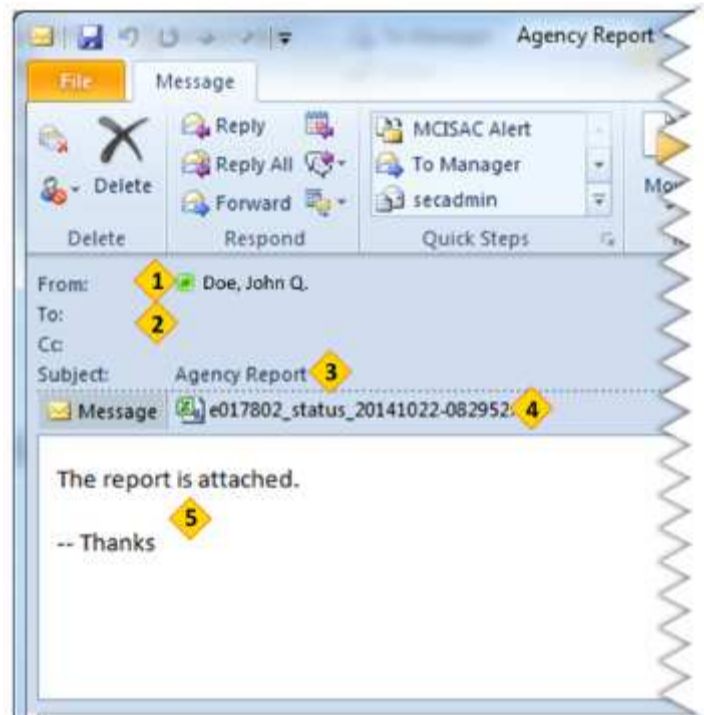 Agency Report -
File Message
Reply
Reply All
Delete
Forward
MCISAC Alert
To Manager
secadmin
Delete Respond Quick Steps
From: 1 Doe, John Q.
To: 2
Cc:
Subject: Agency Report 3
Message e017802_status_20141022-082952 4
The report is attached.
5
-- Thanks